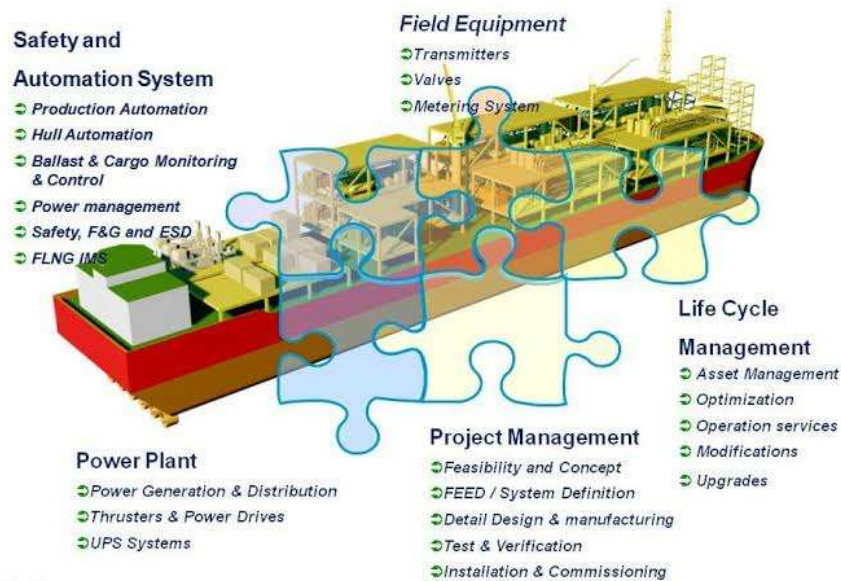 Safety and
Automation System
Production Automation
Hull Automation
Ballast & Cargo Monitoring
& Control
Power management
Safety, F&G and ESD
FLNG IMS
Field Equipment
Transmitters
Valves
Metering System
Life Cycle
Management
Asset Management
Optimization
Operation services
Modifications
Upgrades
Power Plant
Power Generation & Distribution
Thrusters & Power Drives
UPS Systems
Project Management
Feasibility and Concept
FEED / System Definition
Detail Design & manufacturing
Test & Verification
Installation & Commissioning